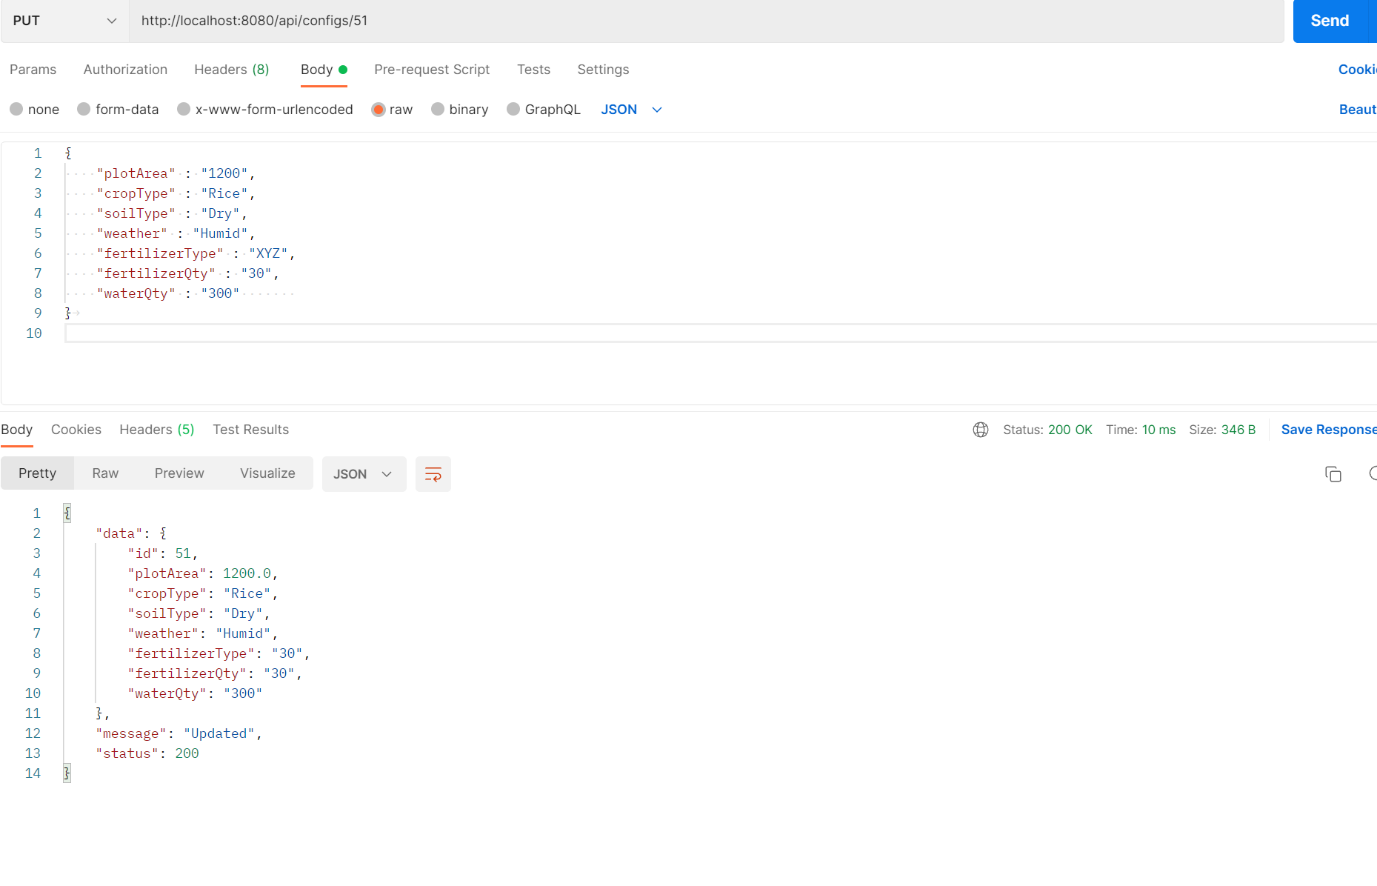 PUT http://localhost:8080/api/configs/51 Send
Params Authorization Headers (8) Body Pre-request Script Tests Settings Cooki
none form-data x-www-form-urlencoded raw binary GraphQL JSON Beaut
1 {
2 "plotArea" : "1200",
3 "cropType" : "Rice",
4 "soilType" : "Dry",
5 "weather" : "Humid",
6 "fertilizerType" : "XYZ",
7 "fertilizerQty" : "30",
8 "waterQty" : "300"
9 }
10
Body Cookies Headers (5) Test Results Status: 200 OK Time: 10 ms Size: 346 B Save Response
Pretty Raw Preview Visualize JSON
1 {
2 "data": {
3 "id": 51,
4 "plotArea": 1200.0,
5 "cropType": "Rice",
6 "soilType": "Dry",
7 "weather": "Humid",
8 "fertilizerType": "30",
9 "fertilizerQty": "30",
10 "waterQty": "300"
11 },
12 "message": "Updated",
13 "status": 200
14 }